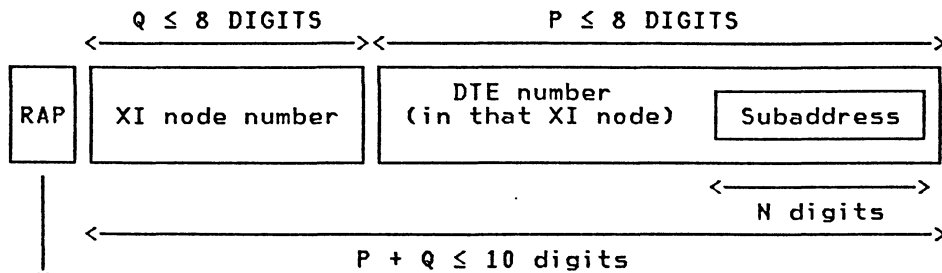 Q ≤ 8 DIGITS P ≤ 8 DIGITS
RAP XI node number DTE number (in that XI node) Subaddress
N digits
P + Q ≤ 10 digits